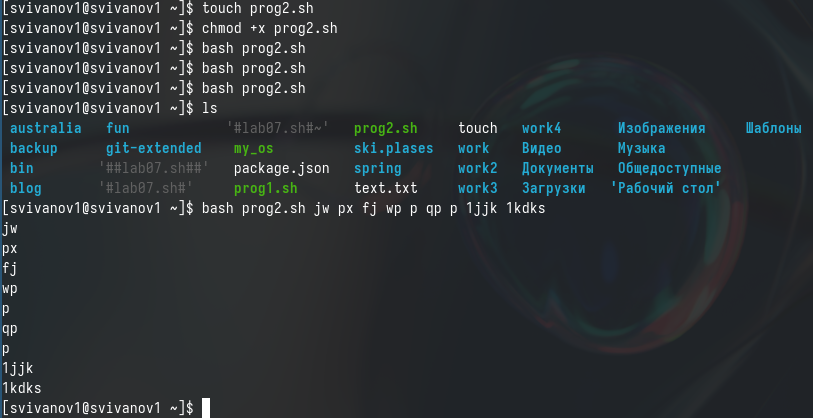 [svivanov1@svivanov1 ~]$ touch prog2.sh
[svivanov1@svivanov1 ~]$ chmod +x prog2.sh
[svivanov1@svivanov1 ~]$ bash prog2.sh
[svivanov1@svivanov1 ~]$ bash prog2.sh
[svivanov1@svivanov1 ~]$ bash prog2.sh
[svivanov1@svivanov1 ~]$ ls
australia fun '#lab07.sh#~' prog2.sh touch work4 Изображения Шаблоны
backup git-extended my_os ski.plases work Видео Музыка
bin '##lab07.sh##' package.json spring work2 Документы Общедоступные
blog '#lab07.sh#' prog1.sh text.txt work3 Загрузки 'Рабочий стол'
[svivanov1@svivanov1 ~]$ bash prog2.sh jw px fj wp p qp p 1jjk 1kdks
jw
px
fj
wp
p
qp
p
1jjk
1kdks
[svivanov1@svivanov1 ~]$